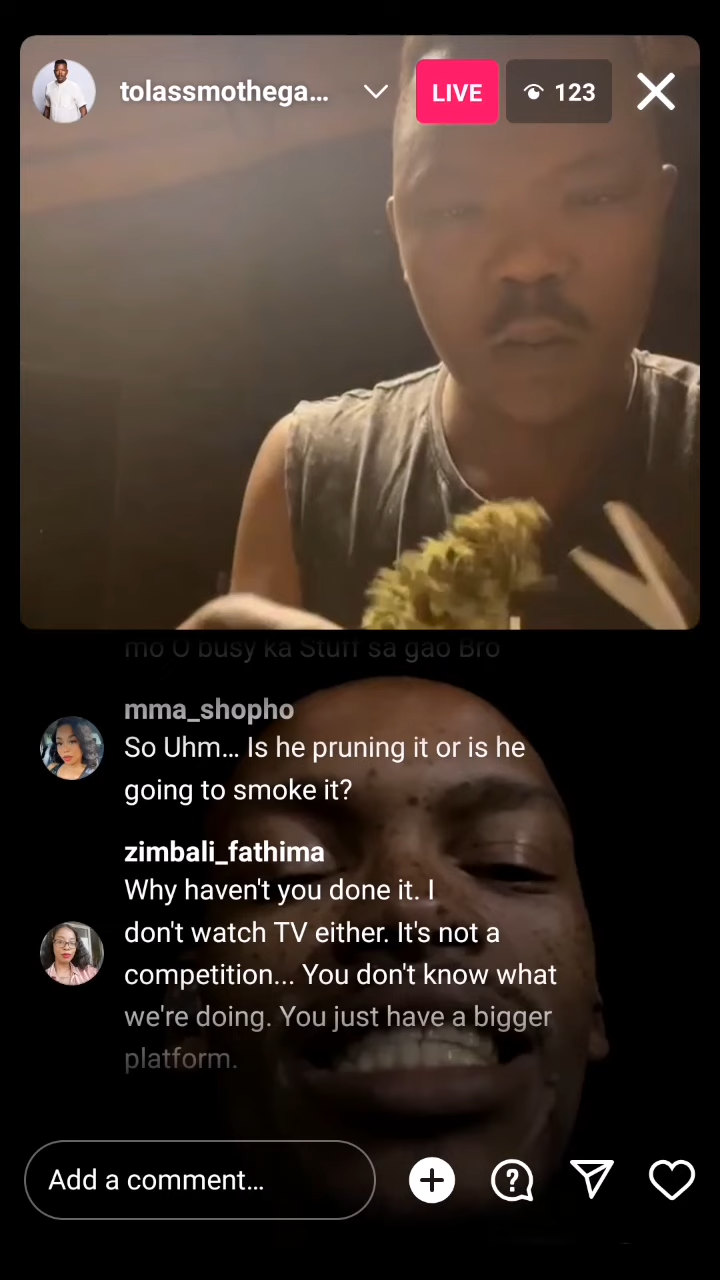 tolassmothega...
LIVE
123
mo O busy ka Stuff sa gao Bro
mma_shopho
So Uhm... Is he pruning it or is he
going to smoke it?
zimbali_fathima
Why haven't you done it. I
don't watch TV either. It's not a
competition... You don't know what
we're doing. You just have a bigger
platform.
Add a comment...